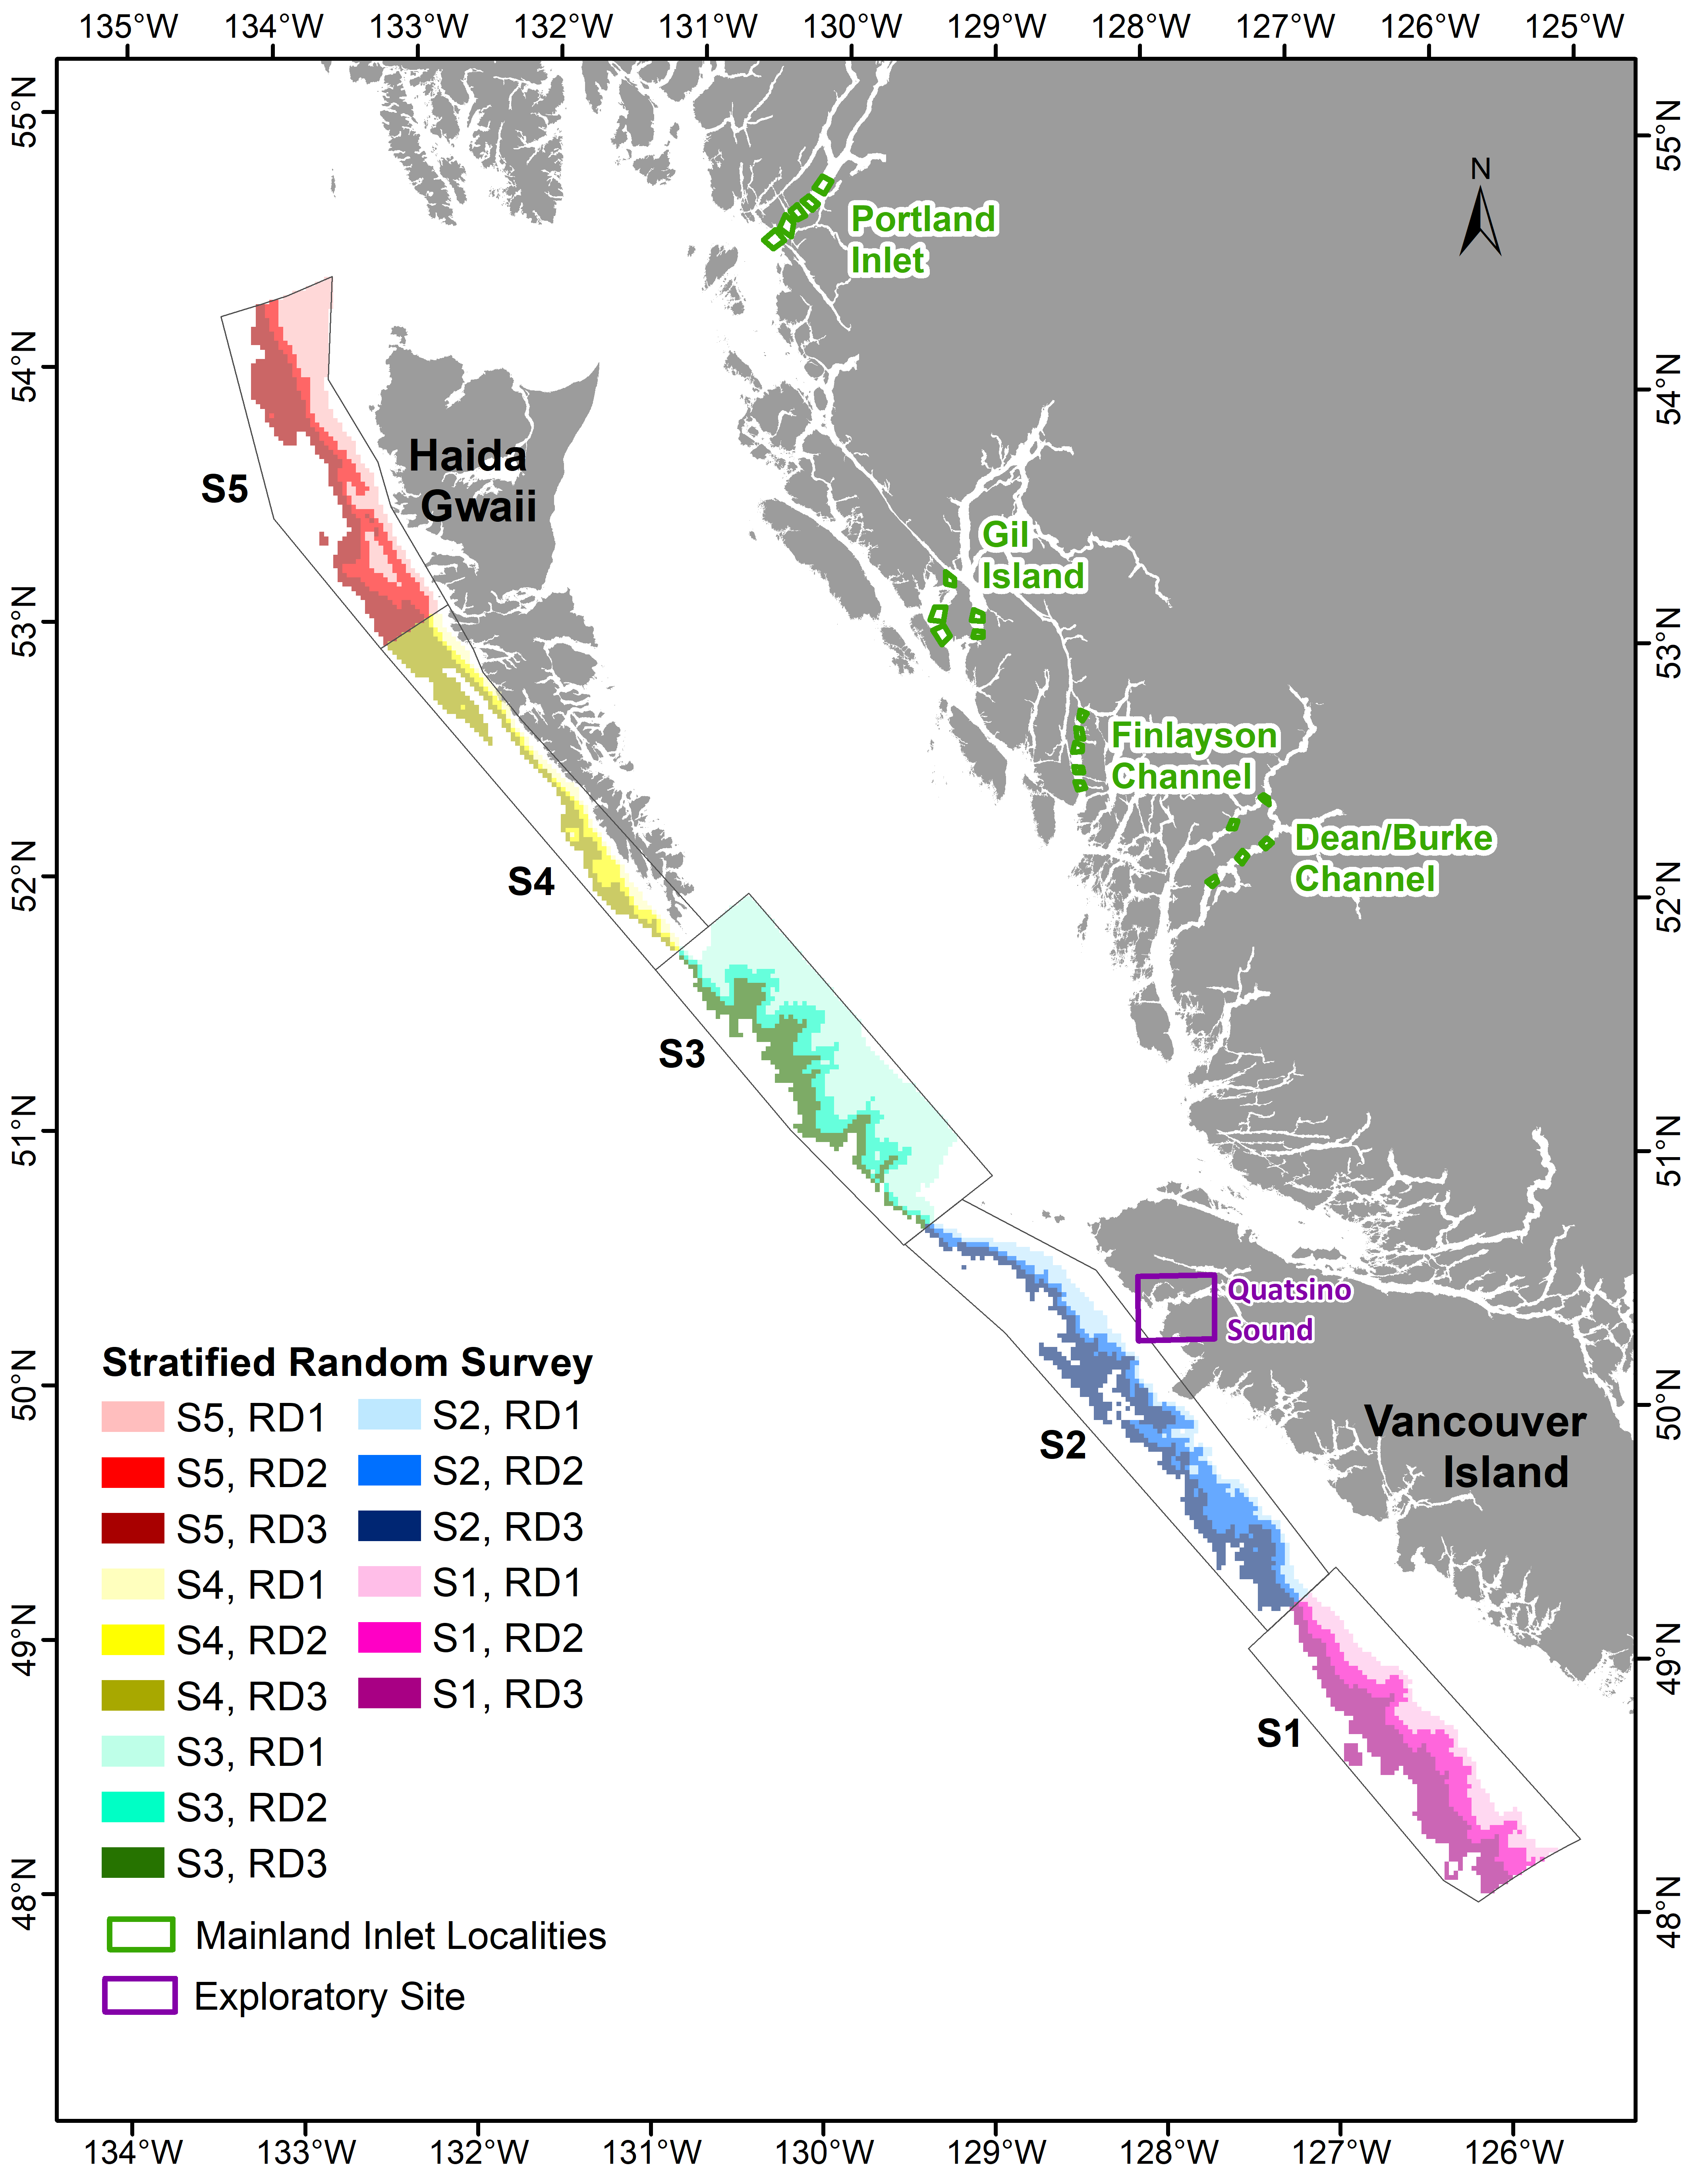 135°W 134°W 133°W 132°W 131°W 130°W 129°W 128°W 127°W 126°W 125°W
55°N
54°N
53°N
52°N
51°N
50°N
49°N
48°N
55°N
54°N
53°N
52°N
51°N
50°N
49°N
48°N
N
Portland
Inlet
Haida
Gwaii
S5
Gil
Island
Finlayson
Channel
Dean/Burke
Channel
S4
S3
Quatsino
Sound
Vancouver
Island
S2
S1
Stratified Random Survey
S5, RD1
S5, RD2
S5, RD3
S4, RD1
S4, RD2
S4, RD3
S3, RD1
S3, RD2
S3, RD3
S2, RD1
S2, RD2
S2, RD3
S1, RD1
S1, RD2
S1, RD3
Mainland Inlet Localities
Exploratory Site
134°W 133°W 132°W 131°W 130°W 129°W 128°W 127°W 126°W